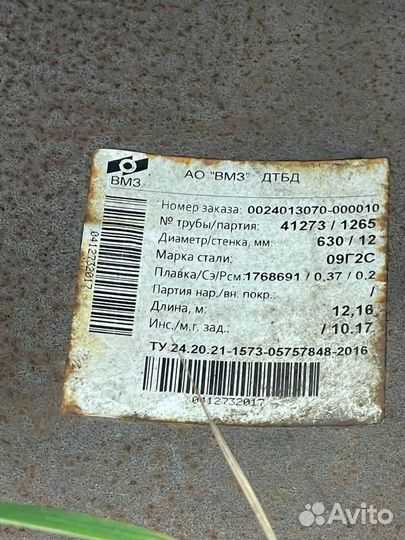 ВМЗ
АО "ВМЗ" ДТБД
Номер заказа: 0024013070-000010
№ трубы/партия: 41273 / 1265
Диаметр/стенка, мм: 630 / 12
Марка стали: 09Г2С
Плавка/Сэ/Pсм: 1768691 / 0,37 / 0,2
Партия нар./вн. покр.: /
Длина, м: 12,16
Инс./м.г. зад.: / 10.17
ТУ 24.20.21-1573-05757848-2016
0412732017
0412732017
Avito